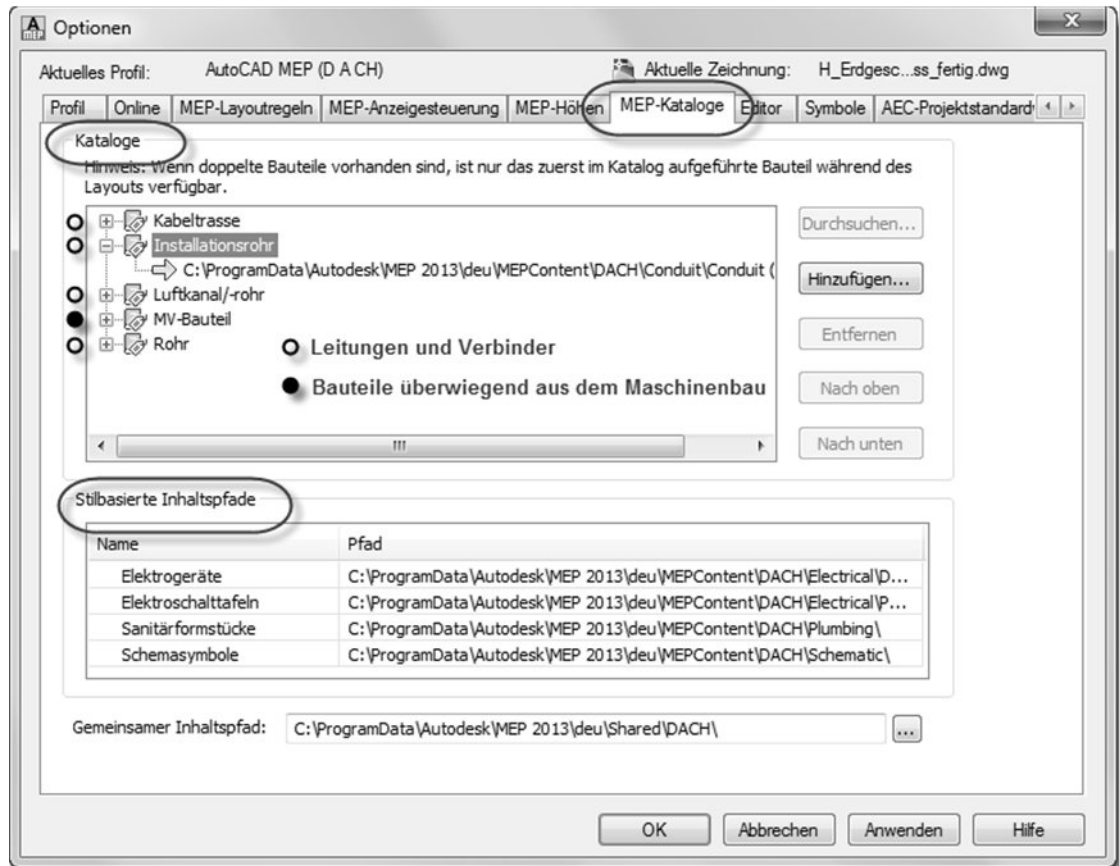 Optionen
Aktuelles Profil: AutoCAD MEP (D A CH) Aktuelle Zeichnung: H_Erdgesc...ss_fertig.dwg
Profil Online MEP-Layoutregeln MEP-Anzeigesteuerung MEP-Höhen MEP-Kataloge Editor Symbole AEC-Projektstandard
Kataloge
Hinweis: Wenn doppelte Bauteile vorhanden sind, ist nur das zuerst im Katalog aufgeführte Bauteil während des
Layouts verfügbar.
Kabeltrasse
Installationsrohr
C:\ProgramData\Autodesk\MEP 2013\deu\MEPContent\DACH\Conduit\Conduit (
Luftkanal/-rohr
MV-Bauteil
Rohr
Leitungen und Verbinder
Bauteile überwiegend aus dem Maschinenbau
Durchsuchen...
Hinzufügen...
Entfernen
Nach oben
Nach unten
Stilbasierte Inhaltspfade
Name Pfad
Elektrogeräte C:\ProgramData\Autodesk\MEP 2013\deu\MEPContent\DACH\Electrical\D...
Elektroschalttafeln C:\ProgramData\Autodesk\MEP 2013\deu\MEPContent\DACH\Electrical\P...
Sanitärformstücke C:\ProgramData\Autodesk\MEP 2013\deu\MEPContent\DACH\Plumbing\
Schemasymbole C:\ProgramData\Autodesk\MEP 2013\deu\MEPContent\DACH\Schematic\
Gemeinsamer Inhaltspfad: C:\ProgramData\Autodesk\MEP 2013\deu\Shared\DACH\ ...
OK Abbrechen Anwenden Hilfe